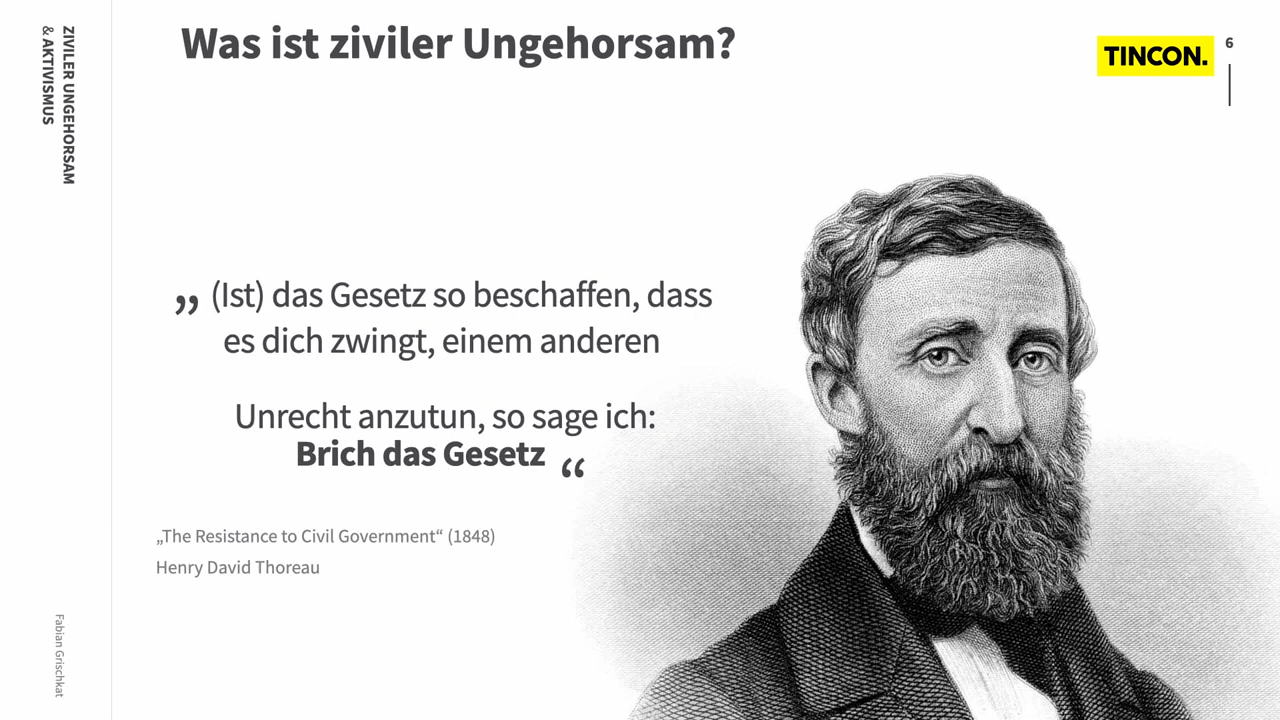 ZIVILER UNGEHORSAM
& AKTIVISMUS
Was ist ziviler Ungehorsam?
TINCON.
6
„ (Ist) das Gesetz so beschaffen, dass
es dich zwingt, einem anderen
Unrecht anzutun, so sage ich:
Brich das Gesetz “
„The Resistance to Civil Government“ (1848)
Henry David Thoreau
Fabian Grischkat